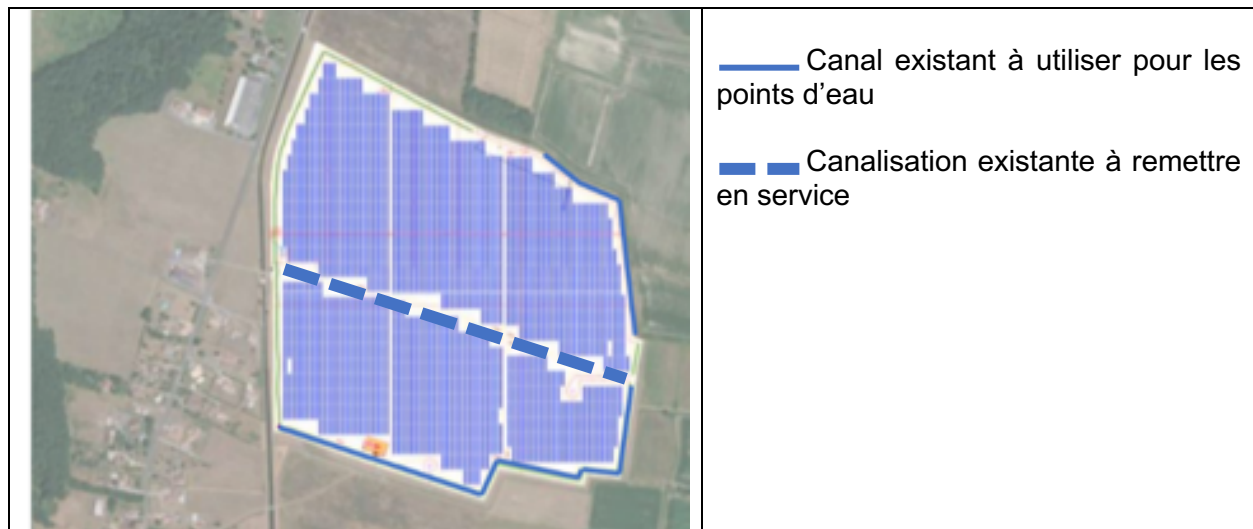 Canal existant à utiliser pour les
points d’eau
Canalisation existante à remettre
en service